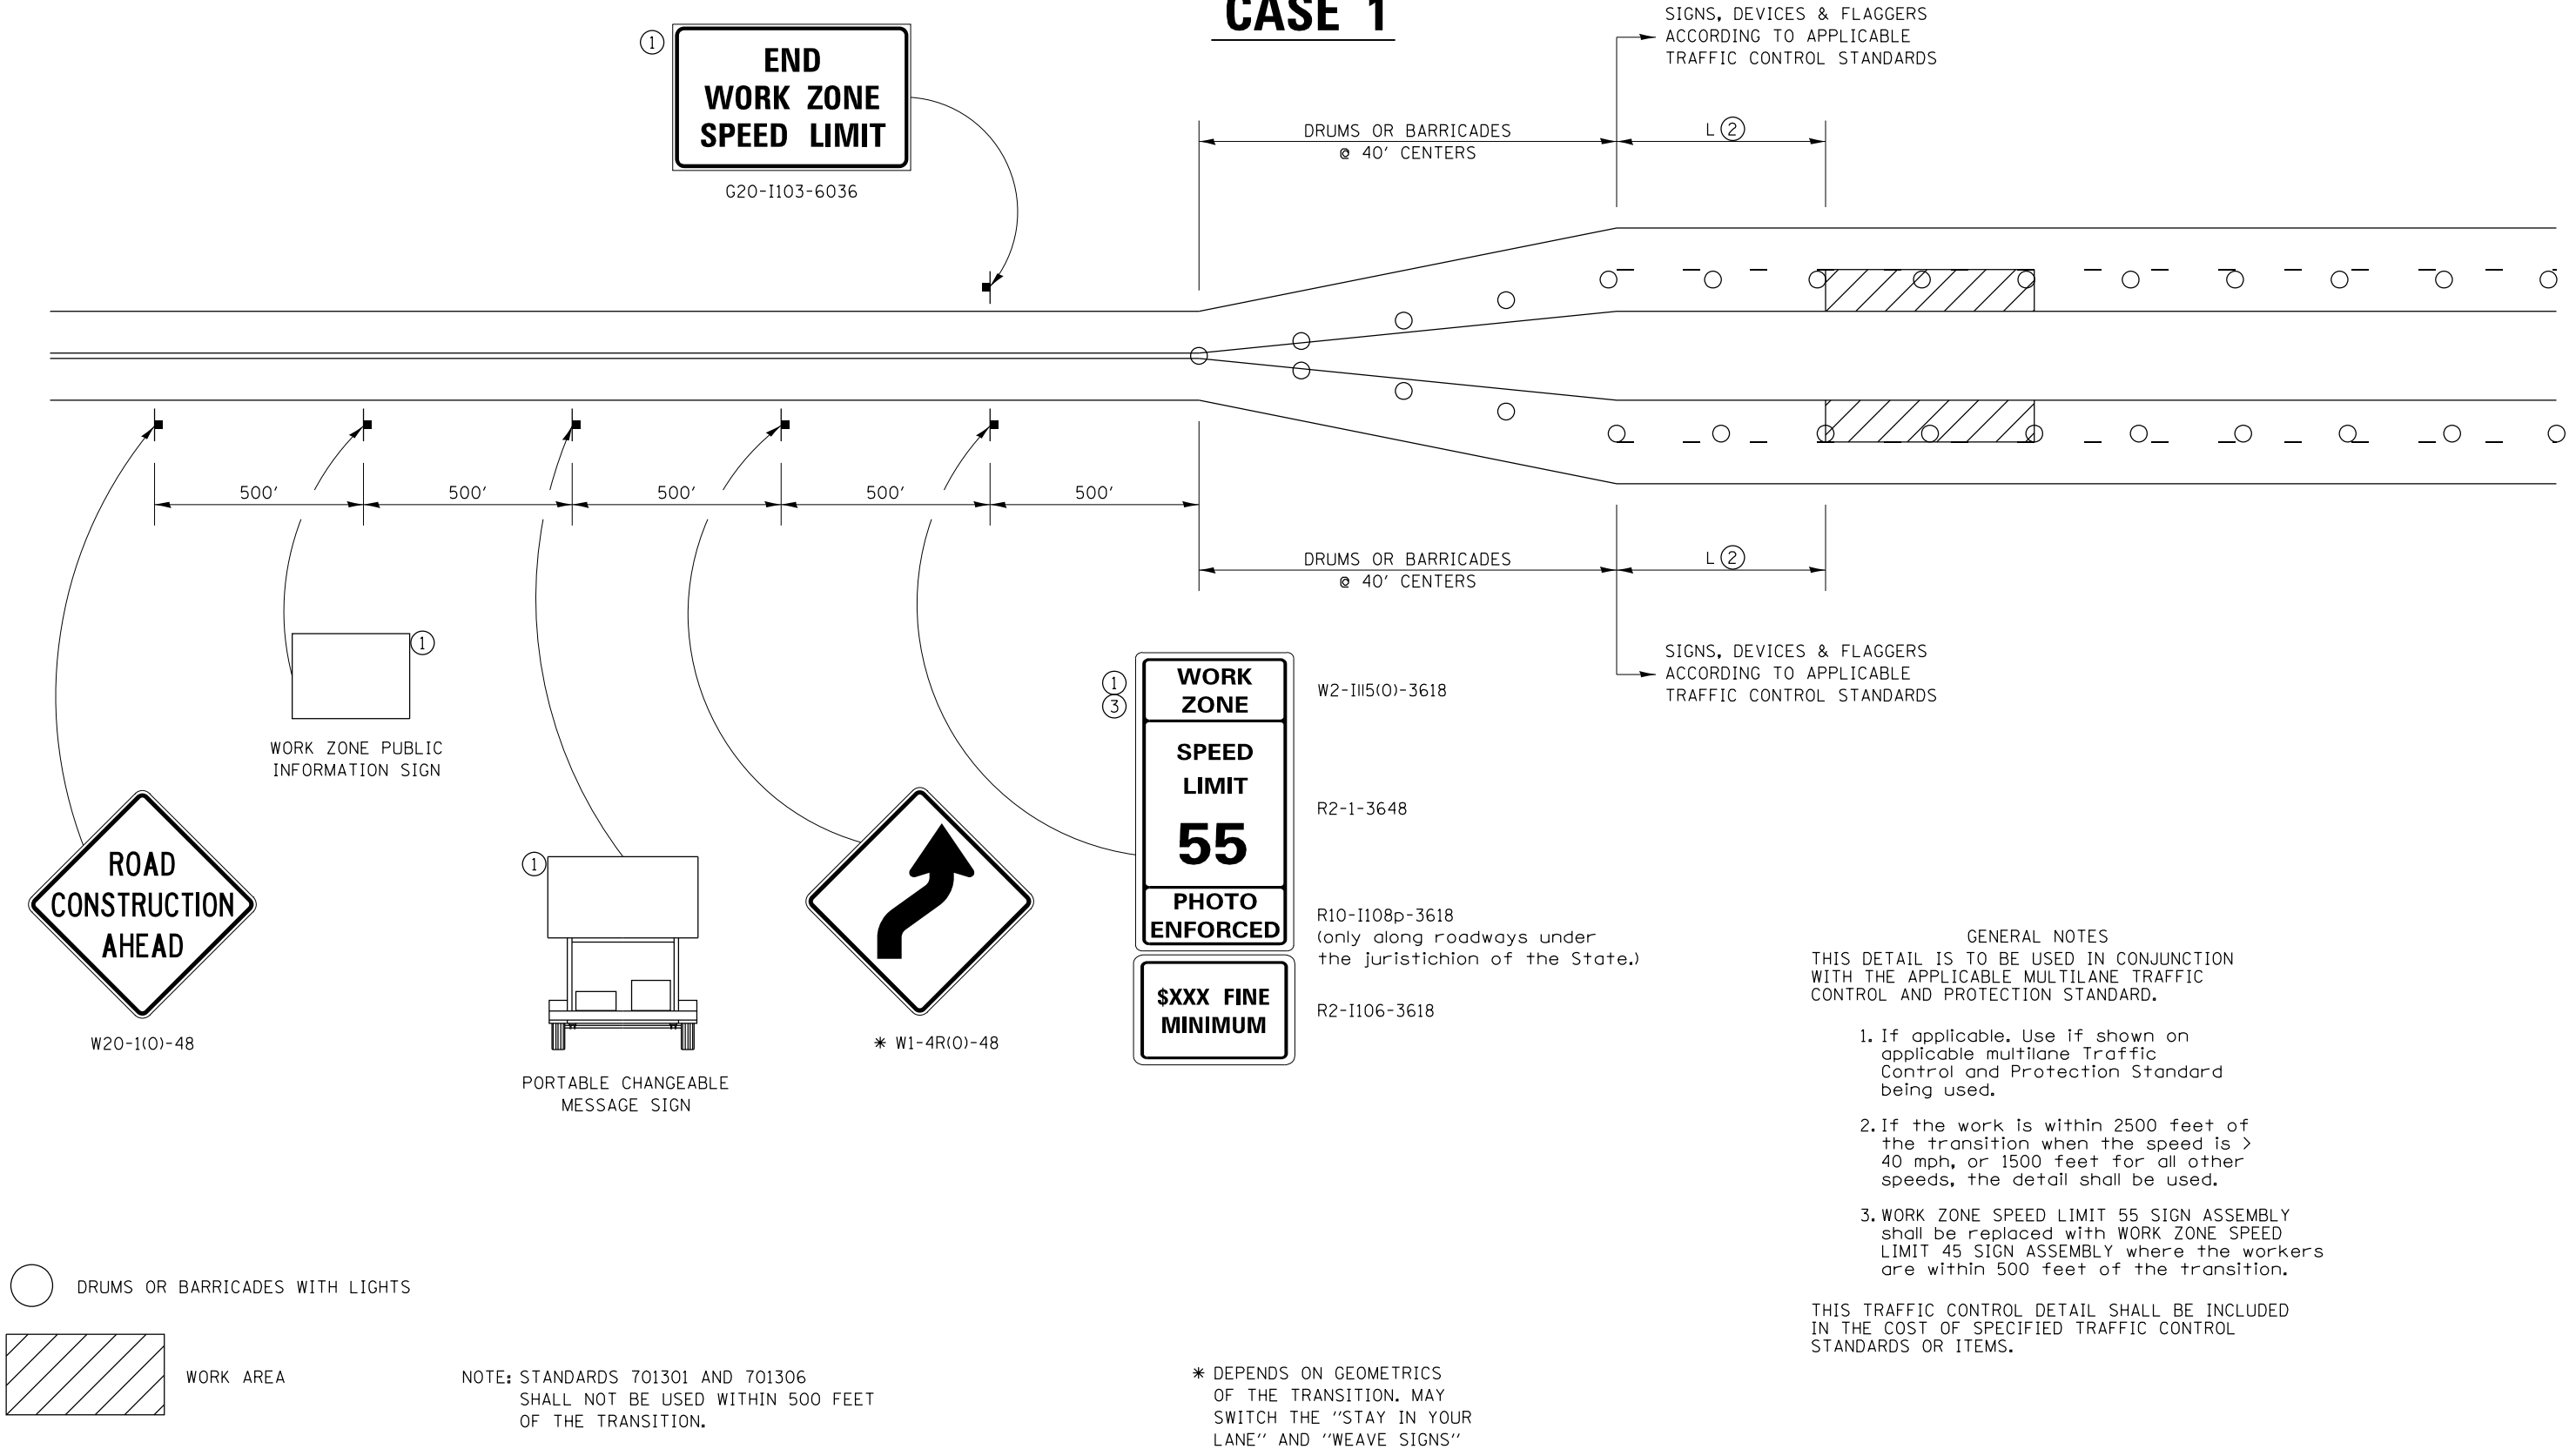 CASE 1
SIGNS, DEVICES & FLAGGERS
ACCORDING TO APPLICABLE
TRAFFIC CONTROL STANDARDS
1
END
WORK ZONE
SPEED LIMIT
G20-I103-6036
DRUMS OR BARRICADES
@ 40' CENTERS
L 2
500'
500'
500'
500'
500'
DRUMS OR BARRICADES
@ 40' CENTERS
L 2
SIGNS, DEVICES & FLAGGERS
ACCORDING TO APPLICABLE
TRAFFIC CONTROL STANDARDS
1
WORK ZONE PUBLIC
INFORMATION SIGN
ROAD
CONSTRUCTION
AHEAD
W20-1(O)-48
1
PORTABLE CHANGEABLE
MESSAGE SIGN
* W1-4R(O)-48
1
3
WORK
ZONE
W2-I115(O)-3618
SPEED
LIMIT
55
R2-1-3648
PHOTO
ENFORCED
R10-I108p-3618
(only along roadways under
the juristichion of the State.)
$XXX FINE
MINIMUM
R2-I106-3618
GENERAL NOTES
THIS DETAIL IS TO BE USED IN CONJUNCTION
WITH THE APPLICABLE MULTILANE TRAFFIC
CONTROL AND PROTECTION STANDARD.
1. If applicable. Use if shown on
applicable multilane Traffic
Control and Protection Standard
being used.
2. If the work is within 2500 feet of
the transition when the speed is >
40 mph, or 1500 feet for all other
speeds, the detail shall be used.
3. WORK ZONE SPEED LIMIT 55 SIGN ASSEMBLY
shall be replaced with WORK ZONE SPEED
LIMIT 45 SIGN ASSEMBLY where the workers
are within 500 feet of the transition.
THIS TRAFFIC CONTROL DETAIL SHALL BE INCLUDED
IN THE COST OF SPECIFIED TRAFFIC CONTROL
STANDARDS OR ITEMS.
DRUMS OR BARRICADES WITH LIGHTS
WORK AREA
NOTE: STANDARDS 701301 AND 701306
SHALL NOT BE USED WITHIN 500 FEET
OF THE TRANSITION.
* DEPENDS ON GEOMETRICS
OF THE TRANSITION. MAY
SWITCH THE "STAY IN YOUR
LANE" AND "WEAVE SIGNS"